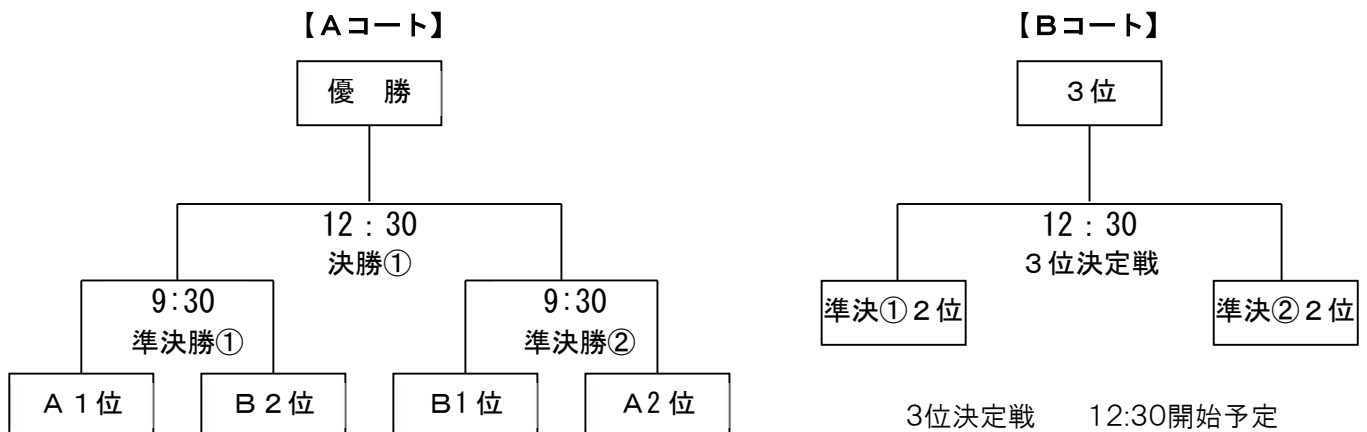 【Aコート】
優　勝
12：30
決勝①
9:30
準決勝①
9:30
準決勝②
A１位
B２位
B1位
A2位
【Bコート】
３位
12：30
３位決定戦
準決①２位
準決②２位
3位決定戦　　12:30開始予定